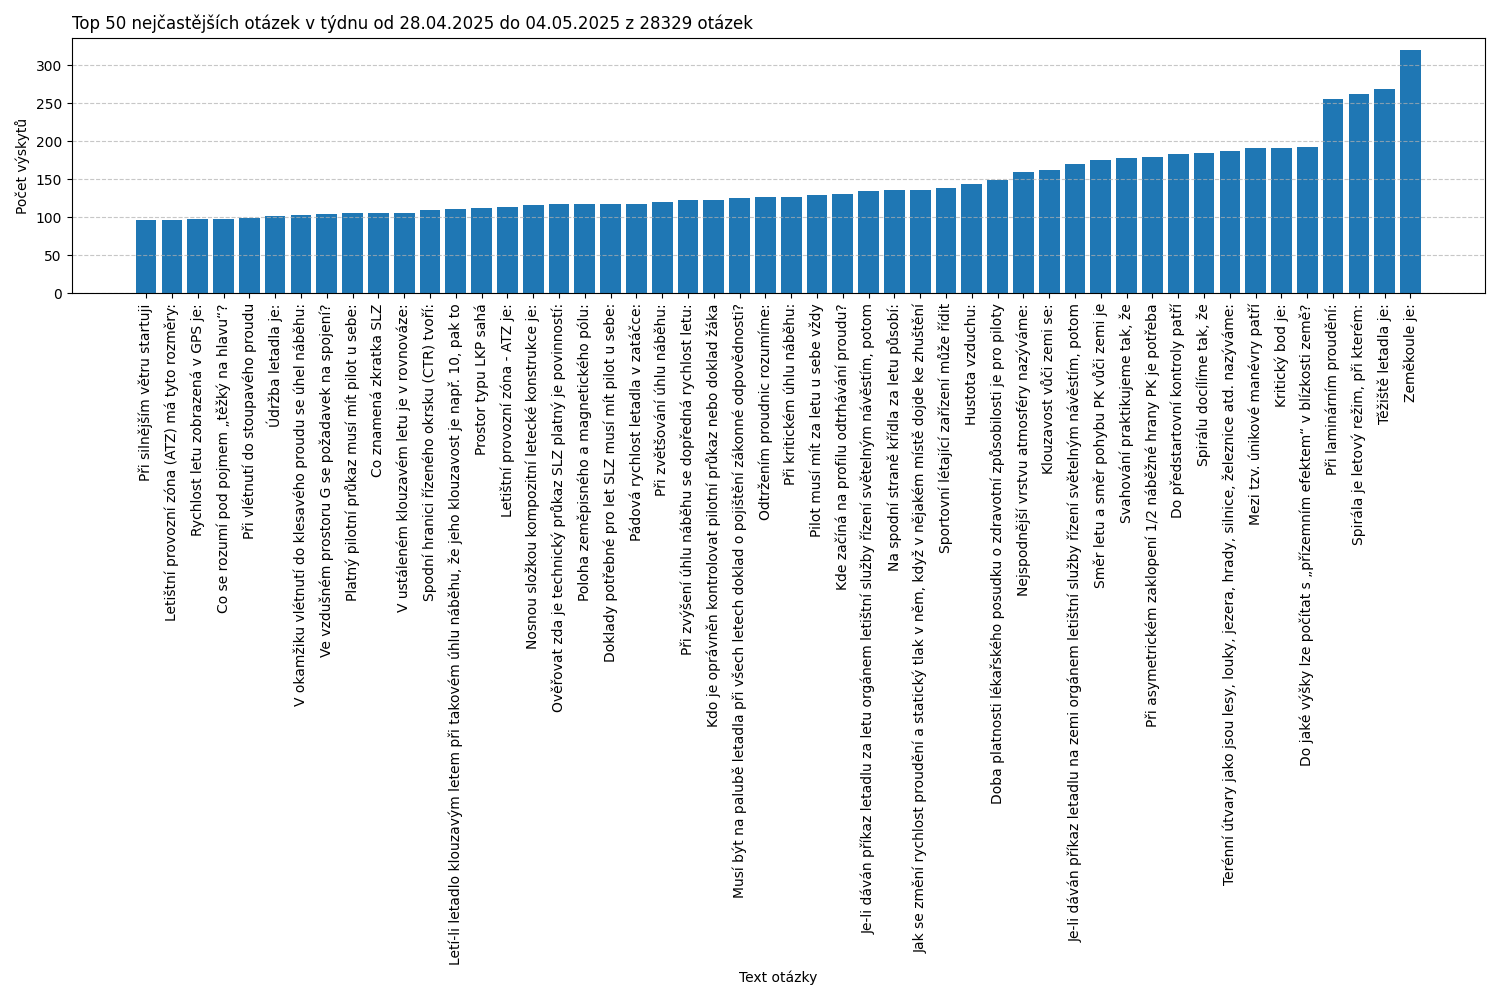 Top 50 nejčastějších otázek v týdnu od 28.04.2025 do 04.05.2025 z 28329 otázek
Počet výskytů
300
250
200
150
100
50
0
Při silnějším větru startuji
Letištní provozní zóna (ATZ) má tyto rozměry:
Rychlost letu zobrazená v GPS je:
Co se rozumí pod pojmem „těžký na hlavu“?
Při vlétnutí do stoupavého proudu
Údržba letadla je:
V okamžiku vlétnutí do klesavého proudu se úhel náběhu:
Ve vzdušném prostoru G se požadavek na spojení?
Platný pilotní průkaz musí mít pilot u sebe:
Co znamená zkratka SLZ
V ustáleném klouzavém letu je v rovnováze:
Spodní hranicí řízeného okrsku (CTR) tvoří:
Letí-li letadlo klouzavým letem při takovém úhlu náběhu, že jeho klouzavost je např. 10, pak to
Prostor typu LKP sahá
Letištní provozní zóna - ATZ je:
Nosnou složkou kompozitní letecké konstrukce je:
Ověřovat zda je technický průkaz SLZ platný je povinností:
Poloha zeměpisného a magnetického pólu:
Doklady potřebné pro let SLZ musí mít pilot u sebe:
Pádová rychlost letadla v zatáčce:
Při zvětšování úhlu náběhu:
Při zvýšení úhlu náběhu se dopředná rychlost letu:
Kdo je oprávněn kontrolovat pilotní průkaz nebo doklad žáka
Musí být na palubě letadla při všech letech doklad o pojištění zákonné odpovědnosti?
Odtržením proudnic rozumíme:
Při kritickém úhlu náběhu:
Pilot musí mít za letu u sebe vždy
Kde začíná na profilu odtrhávání proudu?
Je-li dáván příkaz letadlu za letu orgánem letištní služby řízení světelným návěstím, potom
Na spodní straně křídla za letu působí:
Jak se změní rychlost proudění a statický tlak v něm, když v nějakém místě dojde ke zhuštění
Sportovní létající zařízení může řídit
Hustota vzduchu:
Doba platnosti lékařského posudku o zdravotní způsobilosti je pro piloty
Nejspodnější vrstvu atmosféry nazýváme:
Klouzavost vůči zemi se:
Je-li dáván příkaz letadlu na zemi orgánem letištní služby řízení světelným návěstím, potom
Směr letu a směr pohybu PK vůči zemi je
Svahování praktikujeme tak, že
Při asymetrickém zaklopení 1/2 náběžné hrany PK je potřeba
Do předstartovní kontroly patří
Spirálu docílíme tak, že
Terénní útvary jako jsou lesy, louky, jezera, hrady, silnice, železnice atd. nazýváme:
Mezi tzv. únikové manévry patří
Kritický bod je:
Do jaké výšky lze počítat s „přízemním efektem“ v blízkosti země?
Při laminárním proudění:
Spirála je letový režim, při kterém:
Těžiště letadla je:
Zeměkoule je:
Text otázky